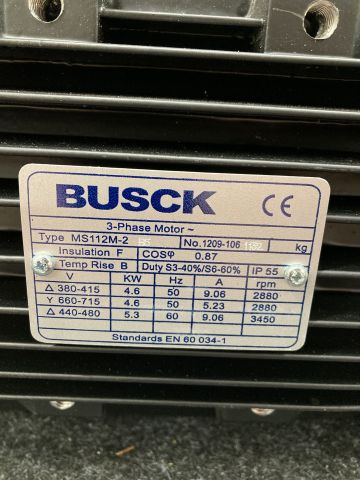 BUSCK CE
3-Phase Motor ~
Type MS112M-2 No. 1209-106 kg
Insulation F COSφ 0.87
Temp Rise B Duty S3-40%/S6-60% IP 55
V KW Hz A rpm
Δ 380-415 4.6 50 9.06 2880
Y 660-715 4.6 50 5.23 2880
Δ 440-480 5.3 60 9.06 3450
Standards EN 60 034-1